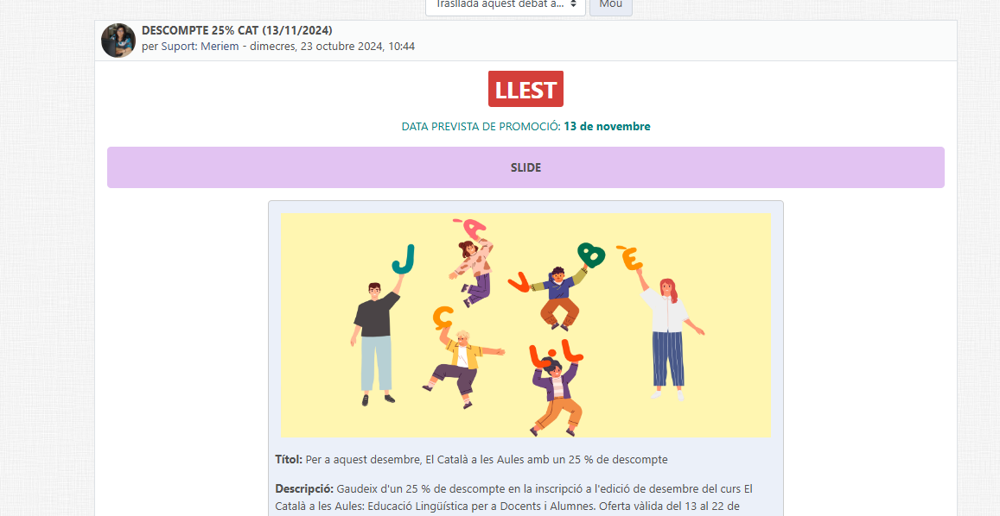 Trasllada aquest debat a...
Mou
DESCOMPTE 25% CAT (13/11/2024)
per Suport: Meriem - dimecres, 23 octubre 2024, 10:44
LLEST
DATA PREVISTA DE PROMOCIÓ: 13 de novembre
SLIDE
J
À
V
B
È
Ç
L·L
Títol: Per a aquest desembre, El Català a les Aules amb un 25 % de descompte
Descripció: Gaudeix d'un 25 % de descompte en la inscripció a l'edició de desembre del curs El
Català a les Aules: Educació Lingüística per a Docents i Alumnes. Oferta vàlida del 13 al 22 de